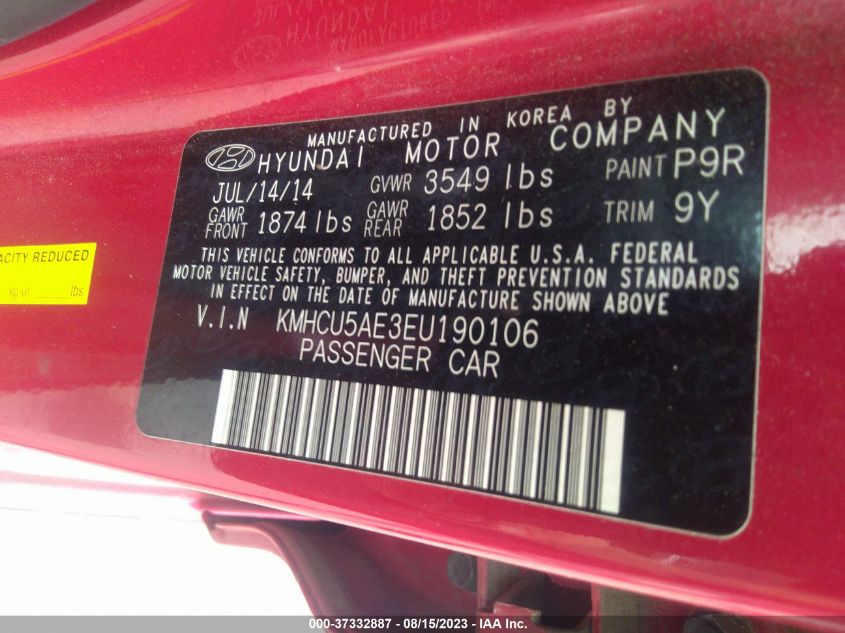 MANUFACTURED IN KOREA BY
HYUNDAI MOTOR COMPANY
JUL/14/14 GVWR 3549 lbs PAINT P9R
GAWR FRONT 1874 lbs GAWR REAR 1852 lbs TRIM 9Y
THIS VEHICLE CONFORMS TO ALL APPLICABLE U.S.A. FEDERAL
MOTOR VEHICLE SAFETY, BUMPER, AND THEFT PREVENTION STANDARDS
IN EFFECT ON THE DATE OF MANUFACTURE SHOWN ABOVE
V.I.N KMHCU5AE3EU190106
PASSENGER CAR
ACITY REDUCED
kg or ______ lbs
000-37332887 - 08/15/2023 - © IAA Inc.